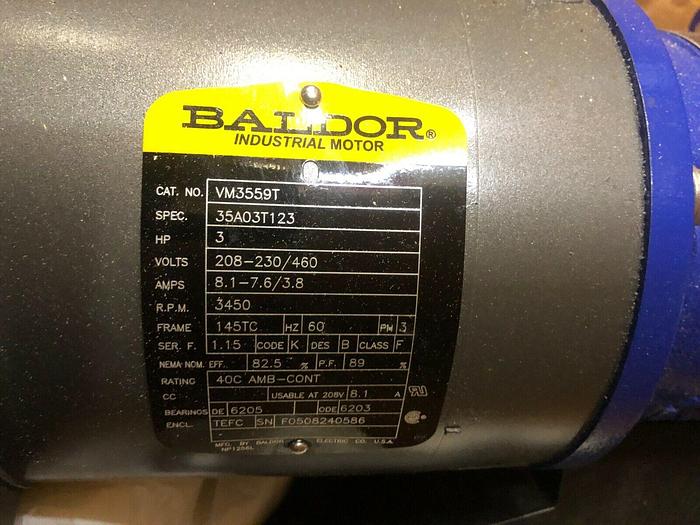 BALDOR®
INDUSTRIAL MOTOR
CAT. NO. VM3559T
SPEC. 35A03T123
HP 3
VOLTS 208-230/460
AMPS 8.1-7.6/3.8
R.P.M. 3450
FRAME 145TC HZ 60 PH 3
SER. F. 1.15 CODE K DES B CLASS F
NEMA-NOM. EFF. 82.5 % P.F. 89 %
RATING 40C AMB-CONT
CC USABLE AT 208V 8.1 A
BEARINGS DE 6205 ODE 6203
ENCL. TEFC SN F0508240586
MFG. BY BALDOR ELECTRIC CO. U.S.A.
NP1256L